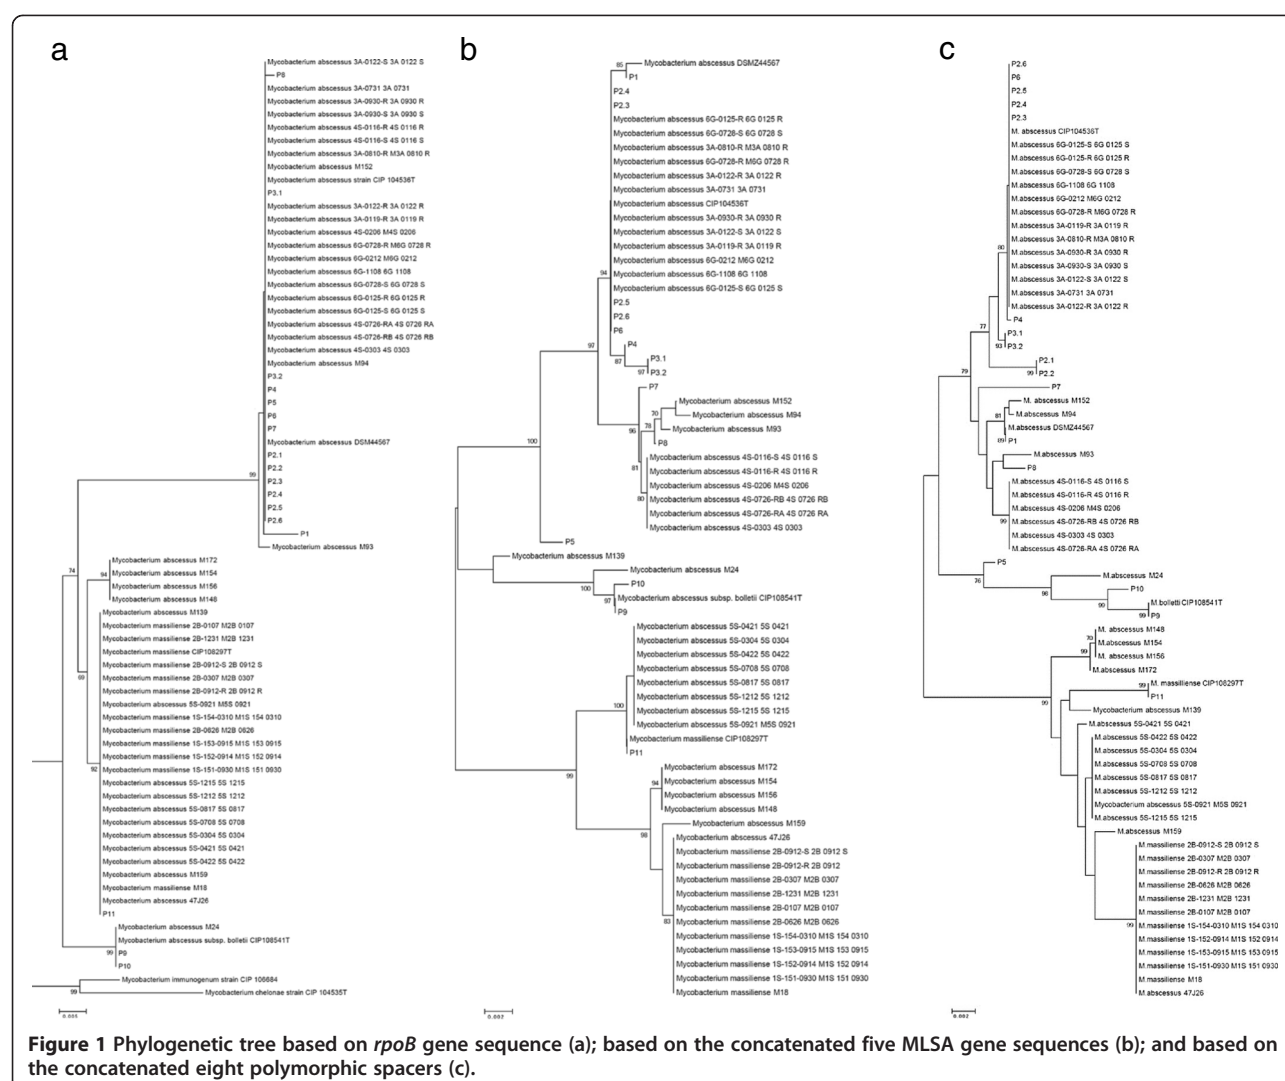 a
Mycobacterium abscessus 3A-0122-S 3A 0122 S
P8
Mycobacterium abscessus 3A-0731 3A 0731
Mycobacterium abscessus 3A-0930-R 3A 0930 R
Mycobacterium abscessus 3A-0930-S 3A 0930 S
Mycobacterium abscessus 4S-0116-R 4S 0116 R
Mycobacterium abscessus 4S-0116-S 4S 0116 S
Mycobacterium abscessus 3A-0810-R M3A 0810 R
Mycobacterium abscessus M152
Mycobacterium abscessus strain CIP 104536T
P3.1
Mycobacterium abscessus 3A-0122-R 3A 0122 R
Mycobacterium abscessus 3A-0119-R 3A 0119 R
Mycobacterium abscessus 4S-0206 M4S 0206
Mycobacterium abscessus 6G-0728-R M6G 0728 R
Mycobacterium abscessus 6G-0212 M6G 0212
Mycobacterium abscessus 6G-1108 6G 1108
Mycobacterium abscessus 6G-0728-S 6G 0728 S
Mycobacterium abscessus 6G-0125-R 6G 0125 R
Mycobacterium abscessus 6G-0125-S 6G 0125 S
Mycobacterium abscessus 4S-0726-RA 4S 0726 RA
Mycobacterium abscessus 4S-0726-RB 4S 0726 RB
Mycobacterium abscessus 4S-0303 4S 0303
Mycobacterium abscessus M94
P3.2
P4
P5
P6
P7
Mycobacterium abscessus DSM44567
P2.1
P2.2
99
P2.3
P2.4
P2.5
P2.6
P1
Mycobacterium abscessus M93
74
94
Mycobacterium abscessus M172
Mycobacterium abscessus M154
Mycobacterium abscessus M156
Mycobacterium abscessus M148
Mycobacterium abscessus M139
Mycobacterium massiliense 2B-0107 M2B 0107
Mycobacterium massiliense 2B-1231 M2B 1231
Mycobacterium massiliense CIP108297T
Mycobacterium massiliense 2B-0912-S 2B 0912 S
69
Mycobacterium massiliense 2B-0307 M2B 0307
Mycobacterium massiliense 2B-0912-R 2B 0912 R
Mycobacterium abscessus 5S-0921 M5S 0921
Mycobacterium massiliense 1S-154-0310 M1S 154 0310
Mycobacterium massiliense 2B-0626 M2B 0626
Mycobacterium massiliense 1S-153-0915 M1S 153 0915
Mycobacterium massiliense 1S-152-0914 M1S 152 0914
92
Mycobacterium massiliense 1S-151-0930 M1S 151 0930
Mycobacterium abscessus 5S-1215 5S 1215
Mycobacterium abscessus 5S-1212 5S 1212
Mycobacterium abscessus 5S-0817 5S 0817
Mycobacterium abscessus 5S-0708 5S 0708
Mycobacterium abscessus 5S-0304 5S 0304
Mycobacterium abscessus 5S-0421 5S 0421
Mycobacterium abscessus 5S-0422 5S 0422
Mycobacterium abscessus M159
Mycobacterium massiliense M18
Mycobacterium abscessus 47J26
P11
Mycobacterium abscessus M24
Mycobacterium abscessus subsp. bolletii CIP108541T
99
P9
P10
Mycobacterium immunogenum strain CIP 106684
99
Mycobacterium chelonae strain CIP 104535T
0.005
b
85
Mycobacterium abscessus DSMZ44567
P1
P2.4
P2.3
Mycobacterium abscessus 6G-0125-R 6G 0125 R
Mycobacterium abscessus 6G-0728-S 6G 0728 S
Mycobacterium abscessus 3A-0810-R M3A 0810 R
Mycobacterium abscessus 6G-0728-R M6G 0728 R
Mycobacterium abscessus 3A-0122-R 3A 0122 R
Mycobacterium abscessus 3A-0731 3A 0731
Mycobacterium abscessus CIP104536T
Mycobacterium abscessus 3A-0930-R 3A 0930 R
Mycobacterium abscessus 3A-0122-S 3A 0122 S
Mycobacterium abscessus 3A-0119-R 3A 0119 R
Mycobacterium abscessus 6G-0212 M6G 0212
94
Mycobacterium abscessus 6G-1108 6G 1108
Mycobacterium abscessus 6G-0125-S 6G 0125 S
P2.5
P2.6
P6
97
P4
87
P3.1
97
P3.2
P7
Mycobacterium abscessus M152
70
Mycobacterium abscessus M94
78
96
Mycobacterium abscessus M93
100
P8
Mycobacterium abscessus 4S-0116-S 4S 0116 S
81
Mycobacterium abscessus 4S-0116-R 4S 0116 R
Mycobacterium abscessus 4S-0206 M4S 0206
80
Mycobacterium abscessus 4S-0726-RB 4S 0726 RB
Mycobacterium abscessus 4S-0726-RA 4S 0726 RA
Mycobacterium abscessus 4S-0303 4S 0303
P5
Mycobacterium abscessus M139
Mycobacterium abscessus M24
100
P10
97
Mycobacterium abscessus subsp. bolletii CIP108541T
P9
Mycobacterium abscessus 5S-0421 5S 0421
Mycobacterium abscessus 5S-0304 5S 0304
Mycobacterium abscessus 5S-0422 5S 0422
Mycobacterium abscessus 5S-0708 5S 0708
Mycobacterium abscessus 5S-0817 5S 0817
Mycobacterium abscessus 5S-1212 5S 1212
100
Mycobacterium abscessus 5S-1215 5S 1215
Mycobacterium abscessus 5S-0921 M5S 0921
Mycobacterium massiliense CIP108297T
P11
99
Mycobacterium abscessus M172
94
Mycobacterium abscessus M154
Mycobacterium abscessus M156
Mycobacterium abscessus M148
98
Mycobacterium abscessus M159
Mycobacterium abscessus 47J26
Mycobacterium massiliense 2B-0912-S 2B 0912 S
Mycobacterium massiliense 2B-0912-R 2B 0912
Mycobacterium massiliense 2B-0307 M2B 0307
Mycobacterium massiliense 2B-1231 M2B 1231
Mycobacterium massiliense 2B-0107 M2B 0107
83
Mycobacterium massiliense 2B-0626 M2B 0626
Mycobacterium massiliense 1S-154-0310 M1S 154 0310
Mycobacterium massiliense 1S-153-0915 M1S 153 0915
Mycobacterium massiliense 1S-152-0914 M1S 152 0914
Mycobacterium massiliense 1S-151-0930 M1S 151 0930
Mycobacterium massiliense M18
0.002
c
P2.6
P6
P2.5
P2.4
P2.3
M. abscessus CIP104536T
M.abscessus 6G-0125-S 6G 0125 S
M.abscessus 6G-0125-R 6G 0125 R
M.abscessus 6G-0728-S 6G 0728 S
M.abscessus 6G-1108 6G 1108
M.abscessus 6G-0212 M6G 0212
M.abscessus 6G-0728-R M6G 0728 R
M.abscessus 3A-0119-R 3A 0119 R
M.abscessus 3A-0810-R M3A 0810 R
80
M.abscessus 3A-0930-R 3A 0930 R
M.abscessus 3A-0930-S 3A 0930 S
M.abscessus 3A-0122-S 3A 0122 S
M.abscessus 3A-0731 3A 0731
M.abscessus 3A-0122-R 3A 0122 R
P4
77
P3.1
93
P3.2
P2.1
79
99
P2.2
P7
M. abscessus M152
81
M.abscessus M94
M.abscessus DSMZ44567
89
P1
M.abscessus M93
P8
M.abscessus 4S-0116-S 4S 0116 S
M.abscessus 4S-0116-R 4S 0116 R
M.abscessus 4S-0206 M4S 0206
99
M.abscessus 4S-0726-RB 4S 0726 RB
M.abscessus 4S-0303 4S 0303
M.abscessus 4S-0726-RA 4S 0726 RA
P5
76
M.abscessus M24
98
P10
99
M.bolletti CIP108541T
99
P9
M. abscessus M148
70
M.abscessus M154
99
M. abscessus M156
M.abscessus M172
99
M. massiliense CIP108297T
P11
99
Mycobacterium abscessus M139
M.abscessus 5S-0421 5S 0421
M.abscessus 5S-0422 5S 0422
M.abscessus 5S-0304 5S 0304
M.abscessus 5S-0708 5S 0708
M.abscessus 5S-0817 5S 0817
M.abscessus 5S-1212 5S 1212
Mycobacterium abscessus 5S-0921 M5S 0921
M.abscessus 5S-1215 5S 1215
M.abscessus M159
M.massiliense 2B-0912-S 2B 0912 S
M.massiliense 2B-0307 M2B 0307
M.massiliense 2B-0912-R 2B 0912 R
M.massiliense 2B-0626 M2B 0626
M.massiliense 2B-1231 M2B 1231
M.massiliense 2B-0107 M2B 0107
99
M.massiliense 1S-154-0310 M1S 154 0310
M.massiliense 1S-152-0914 M1S 152 0914
M.massiliense 1S-153-0915 M1S 153 0915
M.massiliense 1S-151-0930 M1S 151 0930
M.massiliense M18
M.abscessus 47J26
0.002
Figure 1 Phylogenetic tree based on rpoB gene sequence (a); based on the concatenated five MLSA gene sequences (b); and based on
the concatenated eight polymorphic spacers (c).